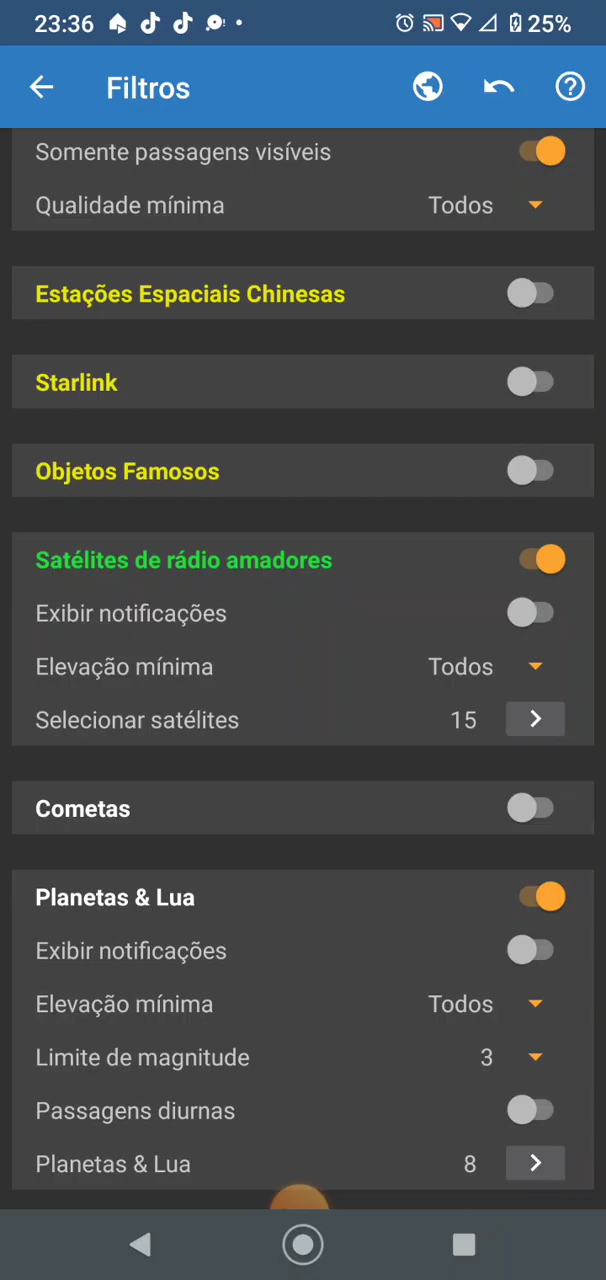 23:36 25%
Filtros
Somente passagens visíveis
Qualidade mínima Todos
Estações Espaciais Chinesas
Starlink
Objetos Famosos
Satélites de rádio amadores
Exibir notificações
Elevação mínima Todos
Selecionar satélites 15
Cometas
Planetas & Lua
Exibir notificações
Elevação mínima Todos
Limite de magnitude 3
Passagens diurnas
Planetas & Lua 8